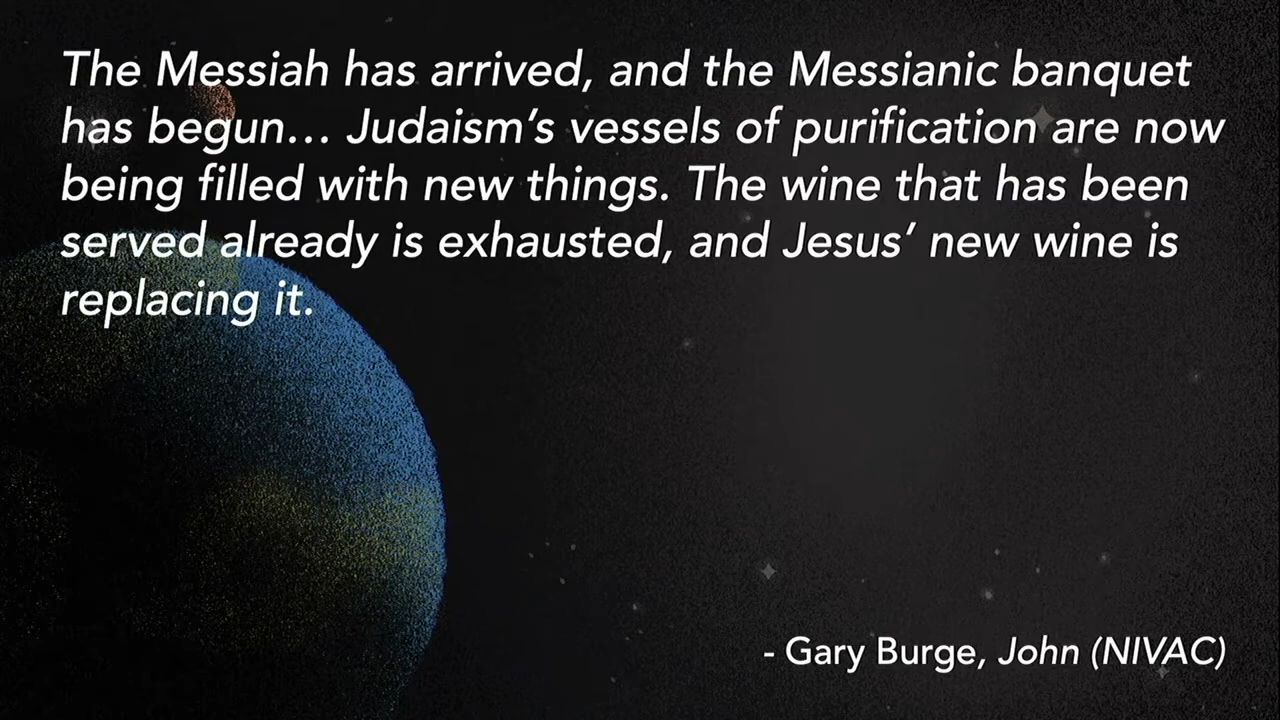 The Messiah has arrived, and the Messianic banquet
has begun… Judaism’s vessels of purification are now
being filled with new things. The wine that has been
served already is exhausted, and Jesus’ new wine is
replacing it.
- Gary Burge, John (NIVAC)